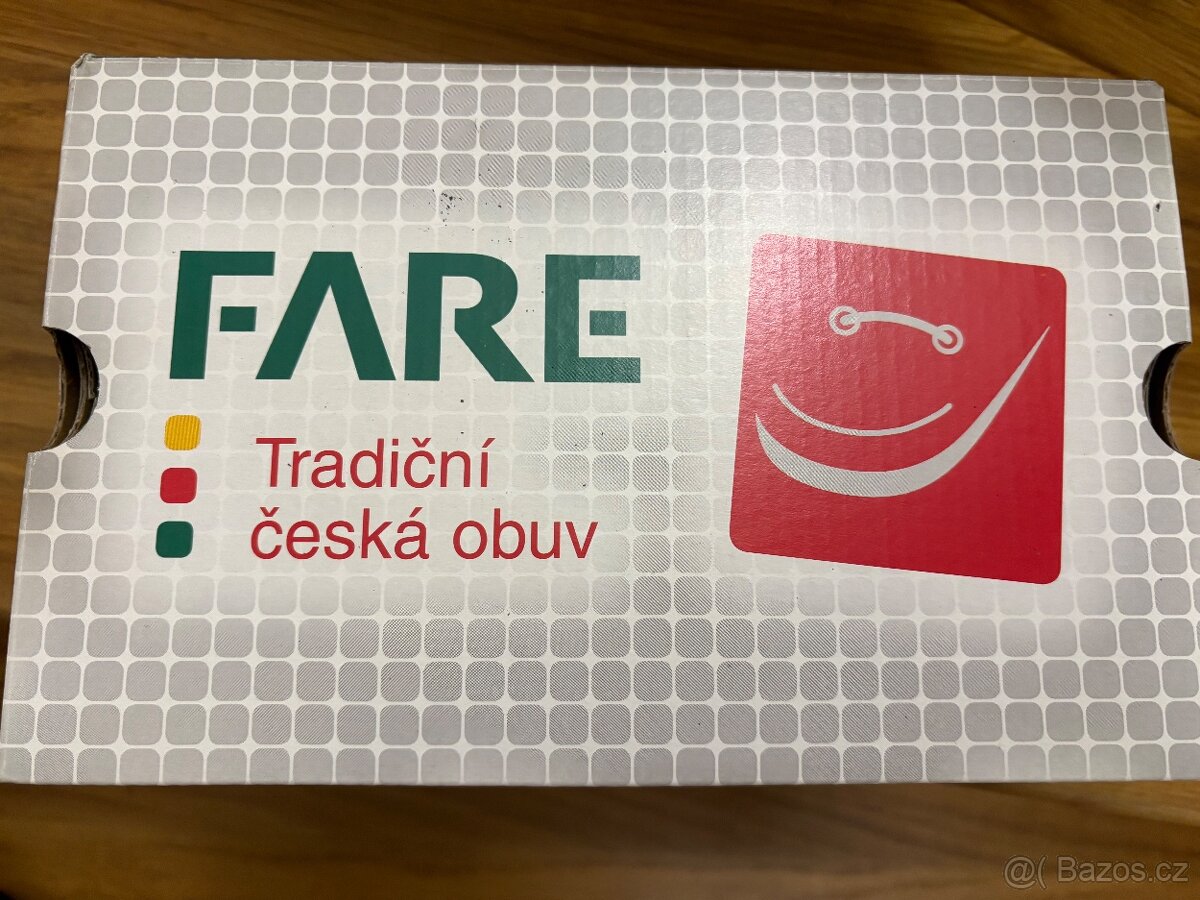 FARE
Tradiční
česká obuv
@( Bazos.cz